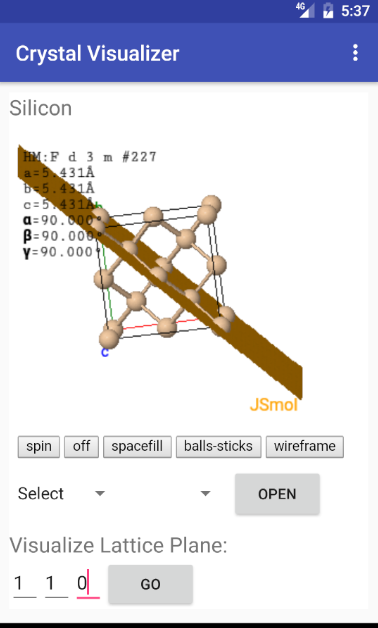 4G 5:37
Crystal Visualizer
Silicon
HM:F d 3 m #227
a=5.431Å
b=5.431Å
c=5.431Å
α=90.000°
β=90.000°
γ=90.000°
b
c
JSmol
spin off spacefill balls-sticks wireframe
Select OPEN
Visualize Lattice Plane:
1 1 0 GO